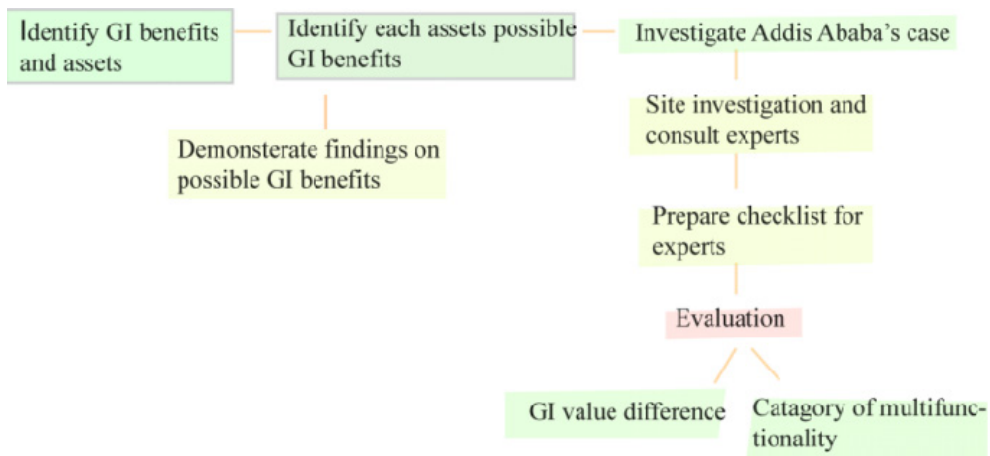 Identify GI benefits
and assets
Identify each assets possible
GI benefits
Investigate Addis Ababa's case
Demonsterate findings on
possible GI benefits
Site investigation and
consult experts
Prepare checklist for
experts
Evaluation
GI value difference
Catagory of multifunc-
tionality